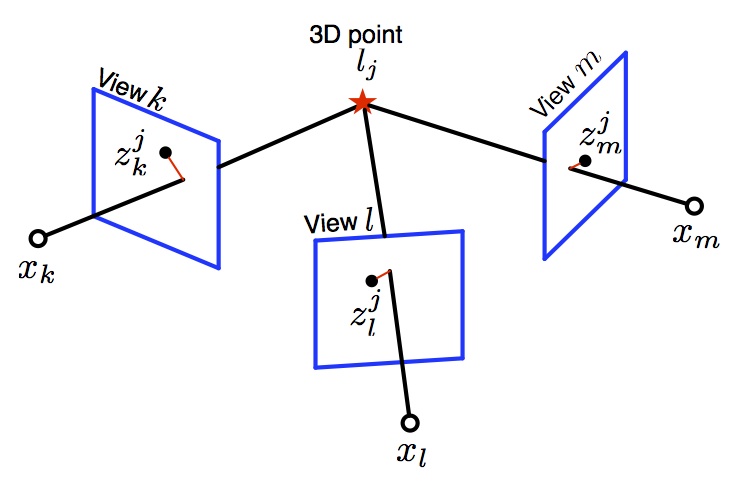 3D point
l_j
View k
View m
z_k^j
z_m^j
View l
x_k
x_m
z_l^j
x_l